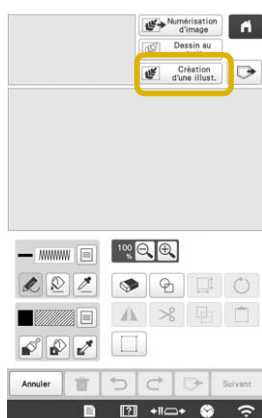 Numérisation
d'image
Dessin au
Création
d'une illust.
100
%
Annuler
Suivant